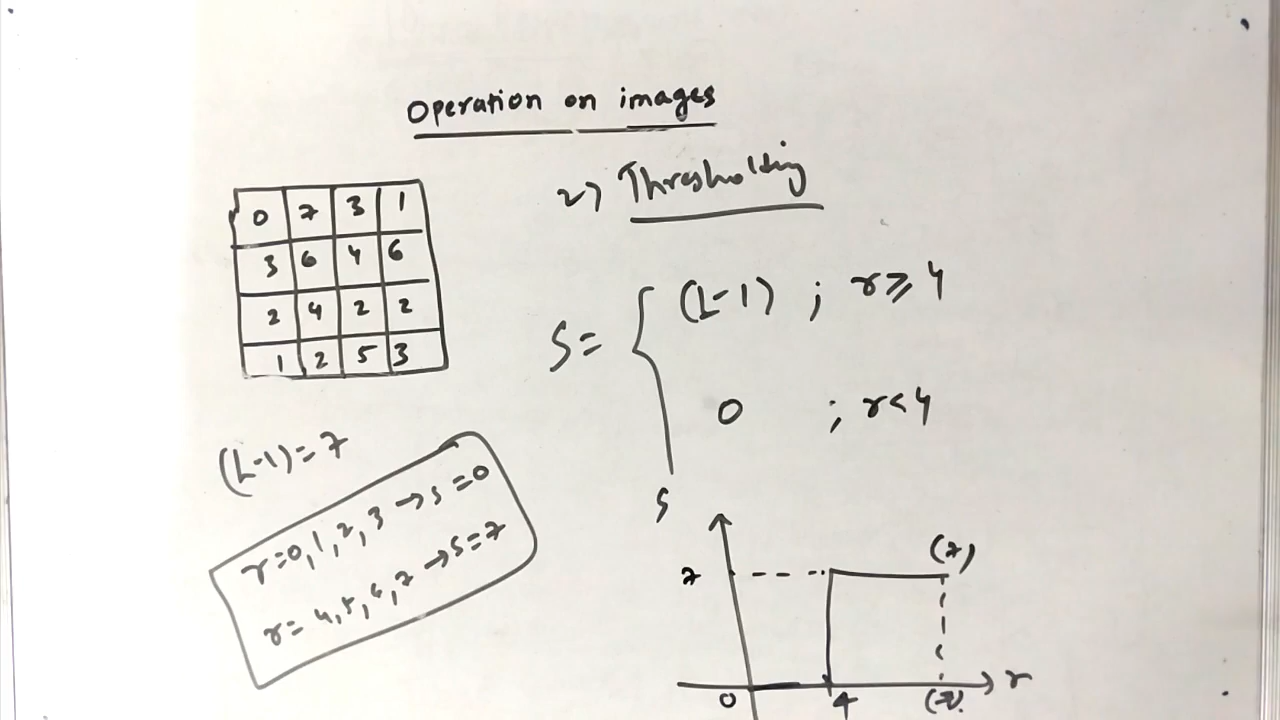 Operation on images
2) Thresholding
0 7 3 1
3 6 4 6
2 4 2 2
1 2 5 3
S = { (L-1) ; r ≥ 4
0 ; r < 4
(L-1) = 7
r=0,1,2,3 → s=0
r=4,5,6,7 → s=7
S
7
(7)
0
4
(7)
r